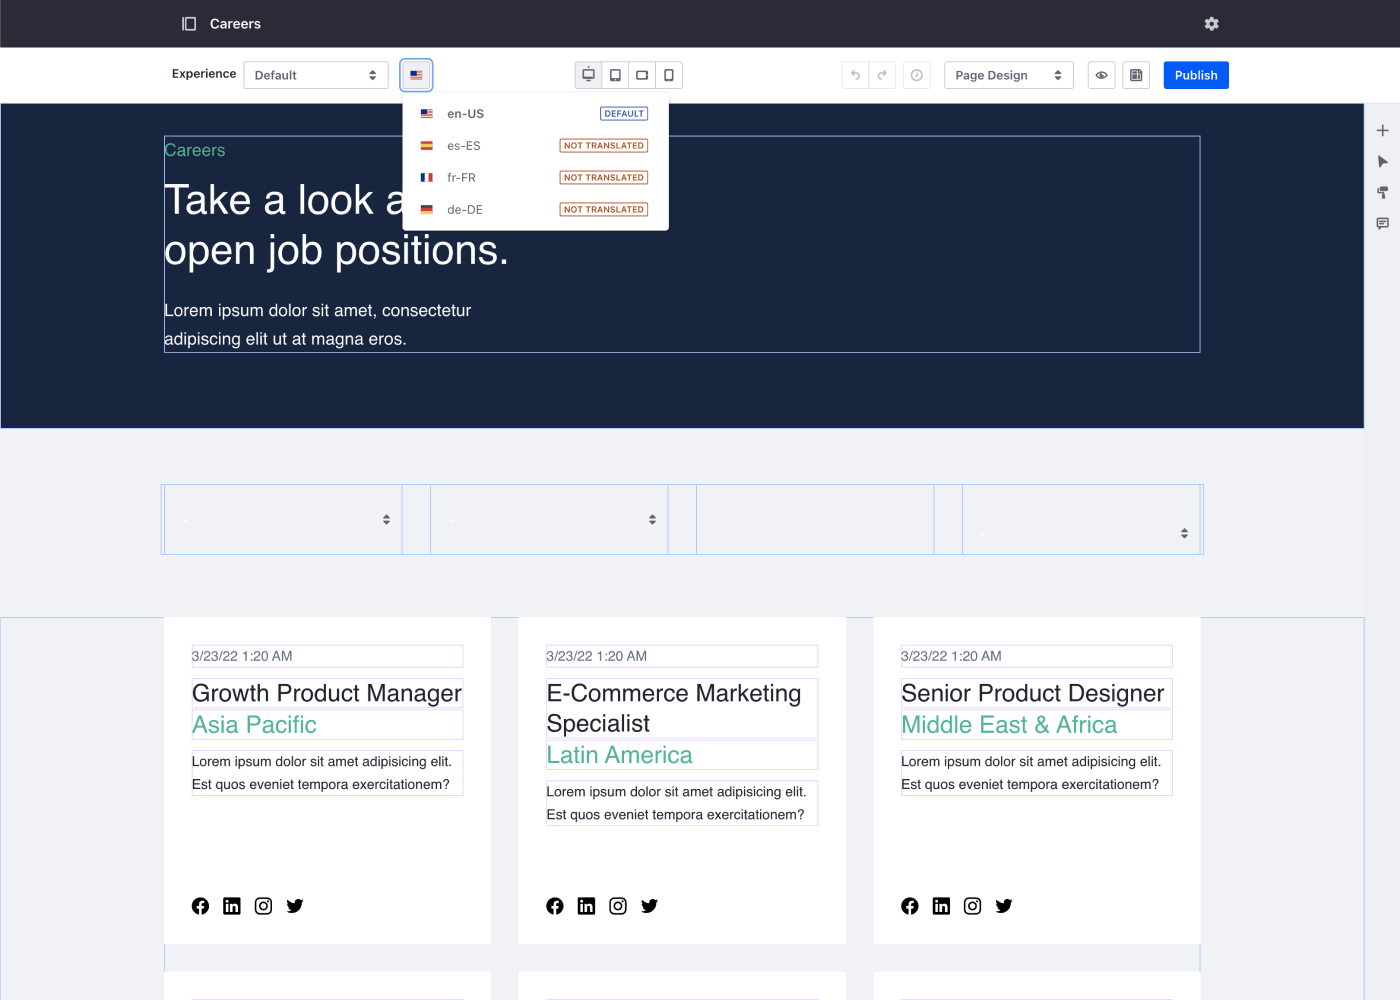 Careers
Experience
Default
Page Design
Publish
en-US DEFAULT
es-ES NOT TRANSLATED
fr-FR NOT TRANSLATED
de-DE NOT TRANSLATED
Careers
Take a look a
open job positions.
Lorem ipsum dolor sit amet, consectetur
adipiscing elit ut at magna eros.
3/23/22 1:20 AM
Growth Product Manager
Asia Pacific
Lorem ipsum dolor sit amet adipisicing elit.
Est quos eveniet tempora exercitationem?
3/23/22 1:20 AM
E-Commerce Marketing
Specialist
Latin America
Lorem ipsum dolor sit amet adipisicing elit.
Est quos eveniet tempora exercitationem?
3/23/22 1:20 AM
Senior Product Designer
Middle East & Africa
Lorem ipsum dolor sit amet adipisicing elit.
Est quos eveniet tempora exercitationem?